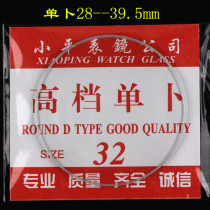 单卜28--39.5mm
小平表鏡公司
XIAOPING WATCH GLASS
高档单卜
ROUND D TYPE GOOD QUALITY
SIZE 32
专业 质量 齐全 诚信